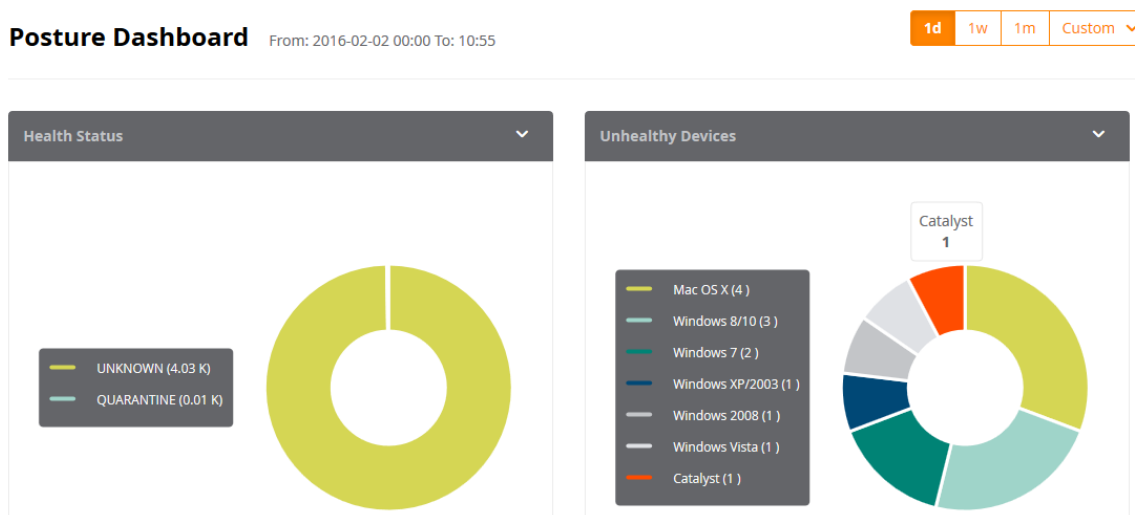 Posture Dashboard From: 2016-02-02 00:00 To: 10:55
1d 1w 1m Custom
Health Status
UNKNOWN (4.03 K)
QUARANTINE (0.01 K)
Unhealthy Devices
Catalyst
1
Mac OS X (4 )
Windows 8/10 (3 )
Windows 7 (2 )
Windows XP/2003 (1 )
Windows 2008 (1 )
Windows Vista (1 )
Catalyst (1 )